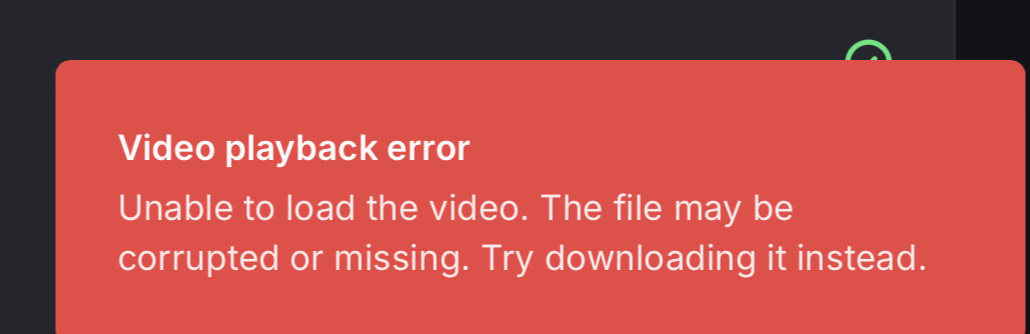 Video playback error
Unable to load the video. The file may be
corrupted or missing. Try downloading it instead.